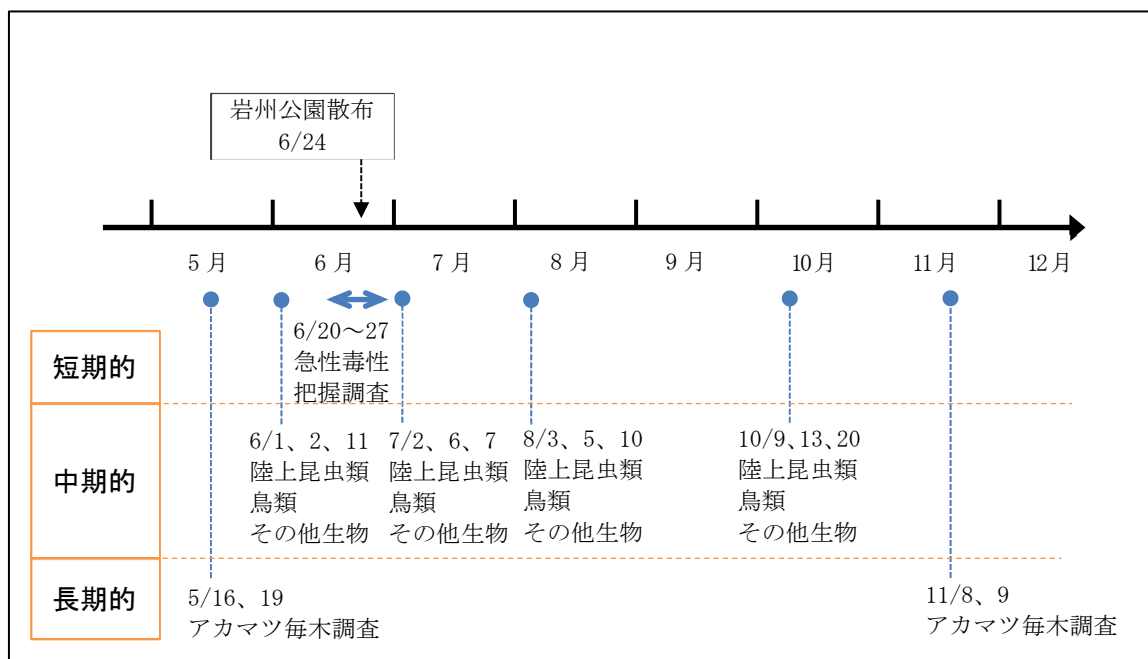 岩州公園散布
6/24
5月
6月
7月
8月
9月
10月
11月
12月
短期的
6/20～27
急性毒性
把握調査
中期的
6/1、2、11
陸上昆虫類
鳥類
その他生物
7/2、6、7
陸上昆虫類
鳥類
その他生物
8/3、5、10
陸上昆虫類
鳥類
その他生物
10/9、13、20
陸上昆虫類
鳥類
その他生物
長期的
5/16、19
アカマツ毎木調査
11/8、9
アカマツ毎木調査